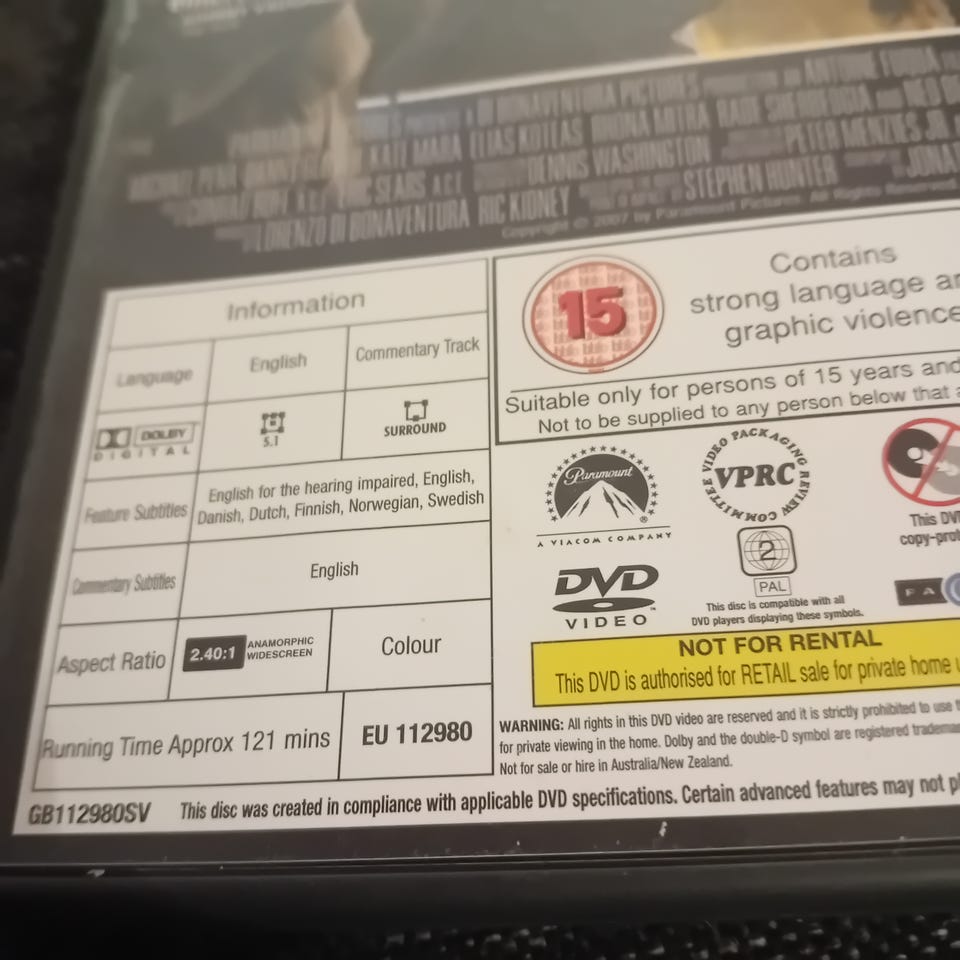 DI BONAVENTURA PICTURES ANTOINE FUQUA
KATE MARA ELIAS KOTEAS RHONA MITRA RADE SHERBEDGIA AND NED
MICHAEL PEÑA DENNIS WASHINGTON PETER MENZIES, JR.
ERIC SEARS A.C.E. STEPHEN HUNTER
LORENZO DI BONAVENTURA RIC KIDNEY
Copyright © 2007 by Paramount Pictures. All Rights Reserved
Information
Language
English
Commentary Track
DOLBY
DIGITAL
5.1
SURROUND
Feature Subtitles
English for the hearing impaired, English,
Danish, Dutch, Finnish, Norwegian, Swedish
Commentary Subtitles
English
Aspect Ratio
2.40:1
ANAMORPHIC
WIDESCREEN
Colour
Running Time Approx 121 mins
EU 112980
15
Contains
strong language
graphic violence
Suitable only for persons of 15 years and
Not to be supplied to any person below that
Paramount
®
A VIACOM COMPANY
VIDEO PACKAGING REVIEW COMMITTEE
VPRC
This
copy-
DVD
™
VIDEO
2
PAL
This disc is compatible with all
DVD players displaying these symbols.
FA
NOT FOR RENTAL
This DVD is authorised for RETAIL sale for private home
WARNING: All rights in this DVD video are reserved and it is strictly prohibited to use
for private viewing in the home. Dolby and the double-D symbol are registered
Not for sale or hire in Australia/New Zealand.
GB112980SV This disc was created in compliance with applicable DVD specifications. Certain advanced features may not